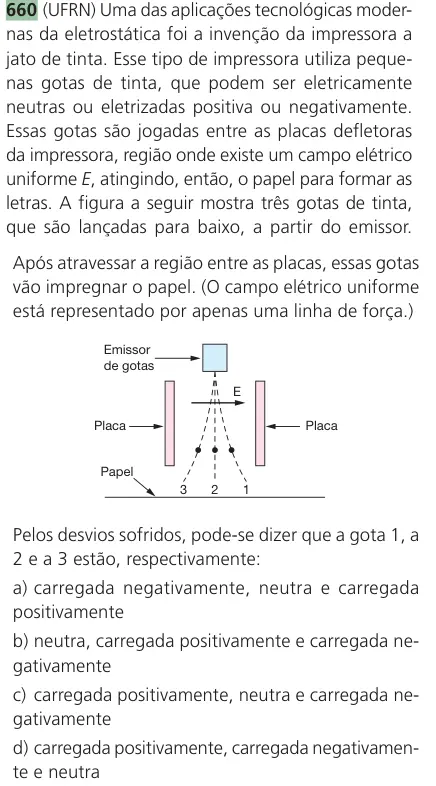 660 (UFRN) Uma das aplicações tecnológicas moder-
nas da eletrostática foi a invenção da impressora a
jato de tinta. Esse tipo de impressora utiliza peque-
nas gotas de tinta, que podem ser eletricamente
neutras ou eletrizadas positiva ou negativamente.
Essas gotas são jogadas entre as placas defletoras
da impressora, região onde existe um campo elétrico
uniforme E, atingindo, então, o papel para formar as
letras. A figura a seguir mostra três gotas de tinta,
que são lançadas para baixo, a partir do emissor.
Após atravessar a região entre as placas, essas gotas
vão impregnar o papel. (O campo elétrico uniforme
está representado por apenas uma linha de força.)
Emissor
de gotas
E
Placa
Placa
Papel
3 2 1
Pelos desvios sofridos, pode-se dizer que a gota 1, a
2 e a 3 estão, respectivamente:
a) carregada negativamente, neutra e carregada
positivamente
b) neutra, carregada positivamente e carregada ne-
gativamente
c) carregada positivamente, neutra e carregada ne-
gativamente
d) carregada positivamente, carregada negativamen-
te e neutra